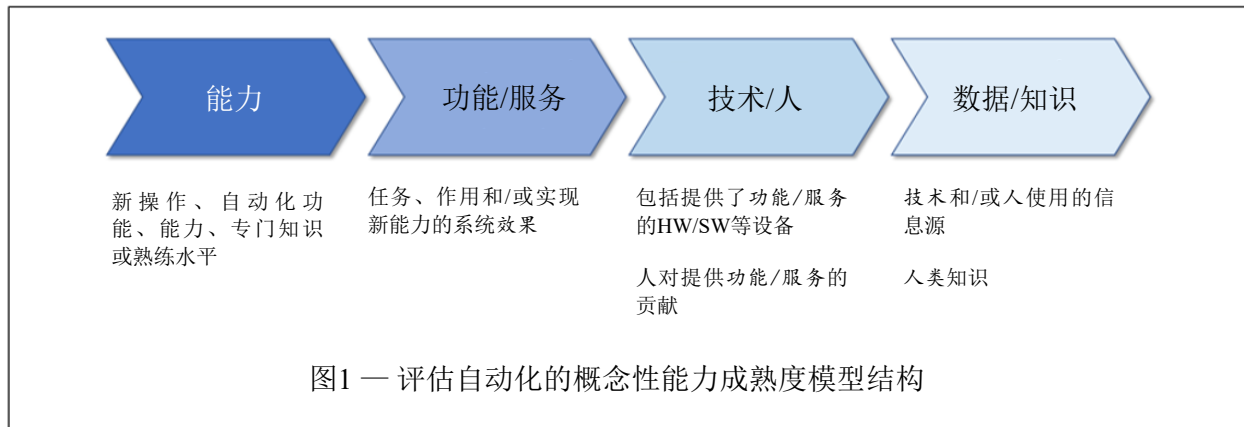 能力
功能/服务
技术/人
数据/知识
新操作、自动化功
能、能力、专门知识
或熟练水平
任务、作用和/或实现
新能力的系统效果
包括提供了功能/服务
的HW/SW等设备
人对提供功能/服务的
贡献
技术和/或人使用的信
息源
人类知识
图1 — 评估自动化的概念性能力成熟度模型结构